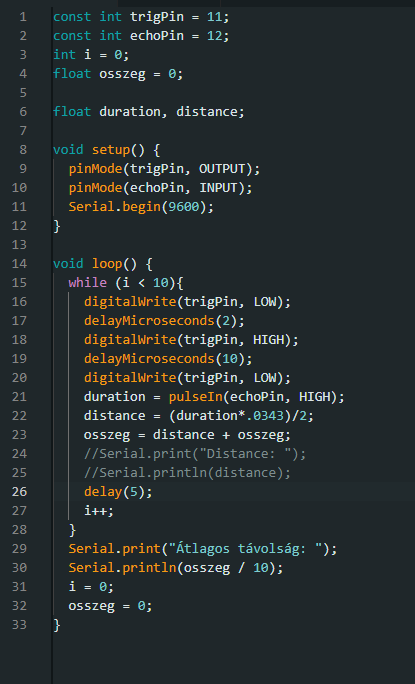 1 const int trigPin = 11;
2 const int echoPin = 12;
3 int i = 0;
4 float osszeg = 0;
5
6 float duration, distance;
7
8 void setup() {
9   pinMode(trigPin, OUTPUT);
10   pinMode(echoPin, INPUT);
11   Serial.begin(9600);
12 }
13
14 void loop() {
15   while (i < 10){
16     digitalWrite(trigPin, LOW);
17     delayMicroseconds(2);
18     digitalWrite(trigPin, HIGH);
19     delayMicroseconds(10);
20     digitalWrite(trigPin, LOW);
21     duration = pulseIn(echoPin, HIGH);
22     distance = (duration*.0343)/2;
23     osszeg = distance + osszeg;
24     //Serial.print("Distance: ");
25     //Serial.println(distance);
26     delay(5);
27     i++;
28   }
29   Serial.print("Átlagos távolság: ");
30   Serial.println(osszeg / 10);
31   i = 0;
32   osszeg = 0;
33 }